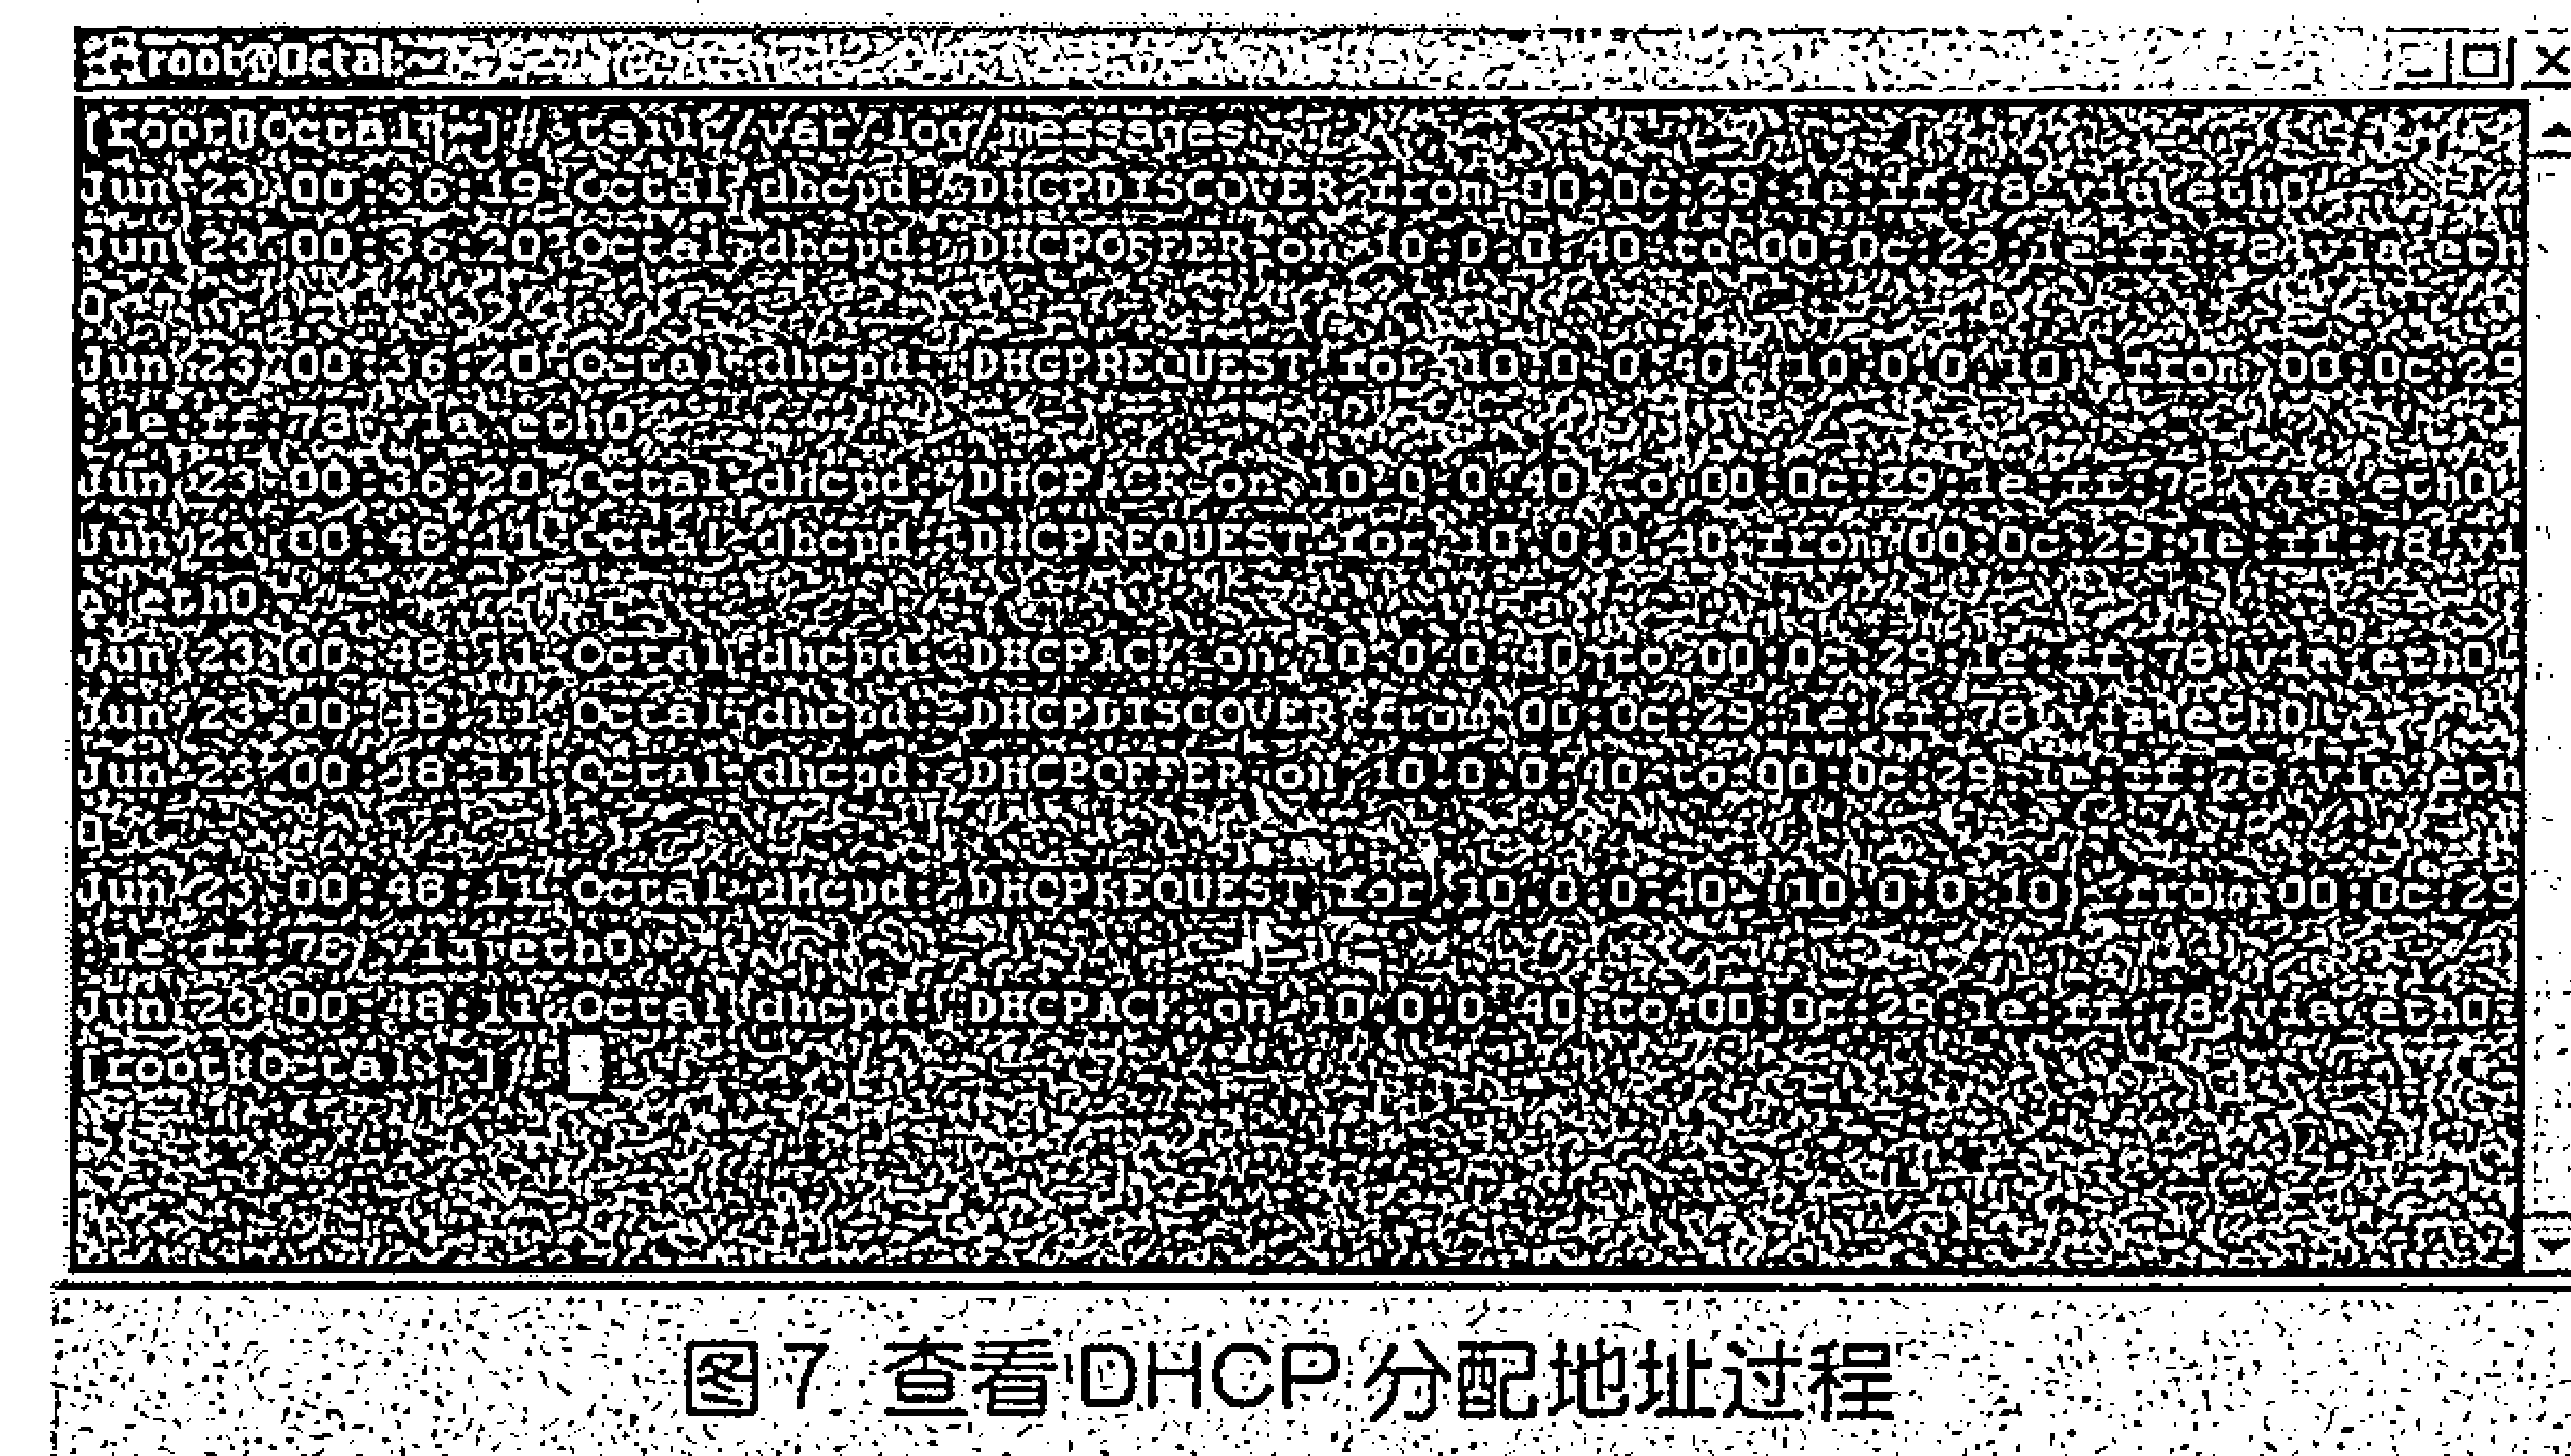 root@Octal:~
[root@Octal ~]# tail /var/log/messages
Jun 23 00:36:19 Octal dhcpd: DHCPDISCOVER from 00:0c:29:1e:ff:78 via eth0
Jun 23 00:36:20 Octal dhcpd: DHCPOFFER on 10.0.0.40 to 00:0c:29:1e:ff:78 via eth
0
Jun 23 00:36:20 Octal dhcpd: DHCPREQUEST for 10.0.0.40 (10.0.0.10) from 00:0c:29
:1e:ff:78 via eth0
Jun 23 00:36:20 Octal dhcpd: DHCPACK on 10.0.0.40 to 00:0c:29:1e:ff:78 via eth0
Jun 23 00:48:11 Octal dhcpd: DHCPREQUEST for 10.0.0.40 from 00:0c:29:1e:ff:78 vi
a eth0
Jun 23 00:48:11 Octal dhcpd: DHCPACK on 10.0.0.40 to 00:0c:29:1e:ff:78 via eth0
Jun 23 00:48:11 Octal dhcpd: DHCPDISCOVER from 00:0c:29:1e:ff:78 via eth0
Jun 23 00:48:11 Octal dhcpd: DHCPOFFER on 10.0.0.40 to 00:0c:29:1e:ff:78 via eth
0
Jun 23 00:48:11 Octal dhcpd: DHCPREQUEST for 10.0.0.40 (10.0.0.10) from 00:0c:29
:1e:ff:78 via eth0
Jun 23 00:48:11 Octal dhcpd: DHCPACK on 10.0.0.40 to 00:0c:29:1e:ff:78 via eth0
[root@Octal ~]#
图 7 查看 DHCP 分配地址过程